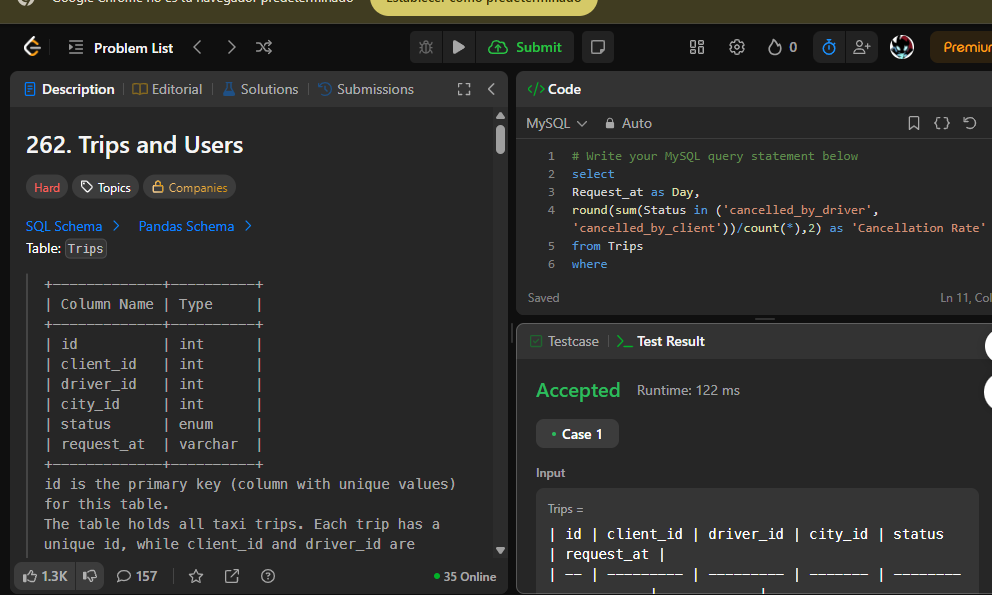 Google Chrome no es tu navegador predeterminado
Establecer como predeterminado
Problem List
Submit
0
Premium
Description
Editorial
Solutions
Submissions
262. Trips and Users
Hard
Topics
Companies
SQL Schema
Pandas Schema
Table: Trips
+-------------+----------+
| Column Name | Type     |
+-------------+----------+
| id          | int      |
| client_id   | int      |
| driver_id   | int      |
| city_id     | int      |
| status      | enum     |
| request_at  | varchar  |
+-------------+----------+
id is the primary key (column with unique values)
for this table.
The table holds all taxi trips. Each trip has a
unique id, while client_id and driver_id are
1.3K
157
35 Online
</> Code
MySQL
Auto
1 # Write your MySQL query statement below
2 select
3 Request_at as Day,
4 round(sum(Status in ('cancelled_by_driver',
'cancelled_by_client'))/count(*),2) as 'Cancellation Rate'
5 from Trips
6 where
Saved
Ln 11, Col
Testcase
Test Result
Accepted
Runtime: 122 ms
Case 1
Input
Trips =
| id | client_id | driver_id | city_id | status
| request_at |
| -- | --------- | --------- | ------- | --------